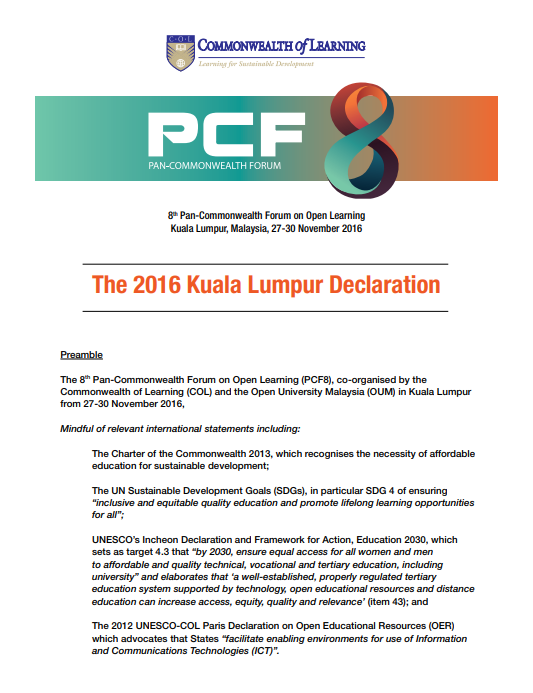 C·O·L
COMMONWEALTH of LEARNING
Learning for Sustainable Development
PCF
8
PAN-COMMONWEALTH FORUM
8th Pan-Commonwealth Forum on Open Learning
Kuala Lumpur, Malaysia, 27-30 November 2016
The 2016 Kuala Lumpur Declaration
Preamble
The 8th Pan-Commonwealth Forum on Open Learning (PCF8), co-organised by the
Commonwealth of Learning (COL) and the Open University Malaysia (OUM) in Kuala Lumpur
from 27-30 November 2016,
Mindful of relevant international statements including:
The Charter of the Commonwealth 2013, which recognises the necessity of affordable
education for sustainable development;
The UN Sustainable Development Goals (SDGs), in particular SDG 4 of ensuring
“inclusive and equitable quality education and promote lifelong learning opportunities
for all”;
UNESCO’s Incheon Declaration and Framework for Action, Education 2030, which
sets as target 4.3 that “by 2030, ensure equal access for all women and men
to affordable and quality technical, vocational and tertiary education, including
university” and elaborates that ‘a well-established, properly regulated tertiary
education system supported by technology, open educational resources and distance
education can increase access, equity, quality and relevance’ (item 43); and
The 2012 UNESCO-COL Paris Declaration on Open Educational Resources (OER)
which advocates that States “facilitate enabling environments for use of Information
and Communications Technologies (ICT)”.